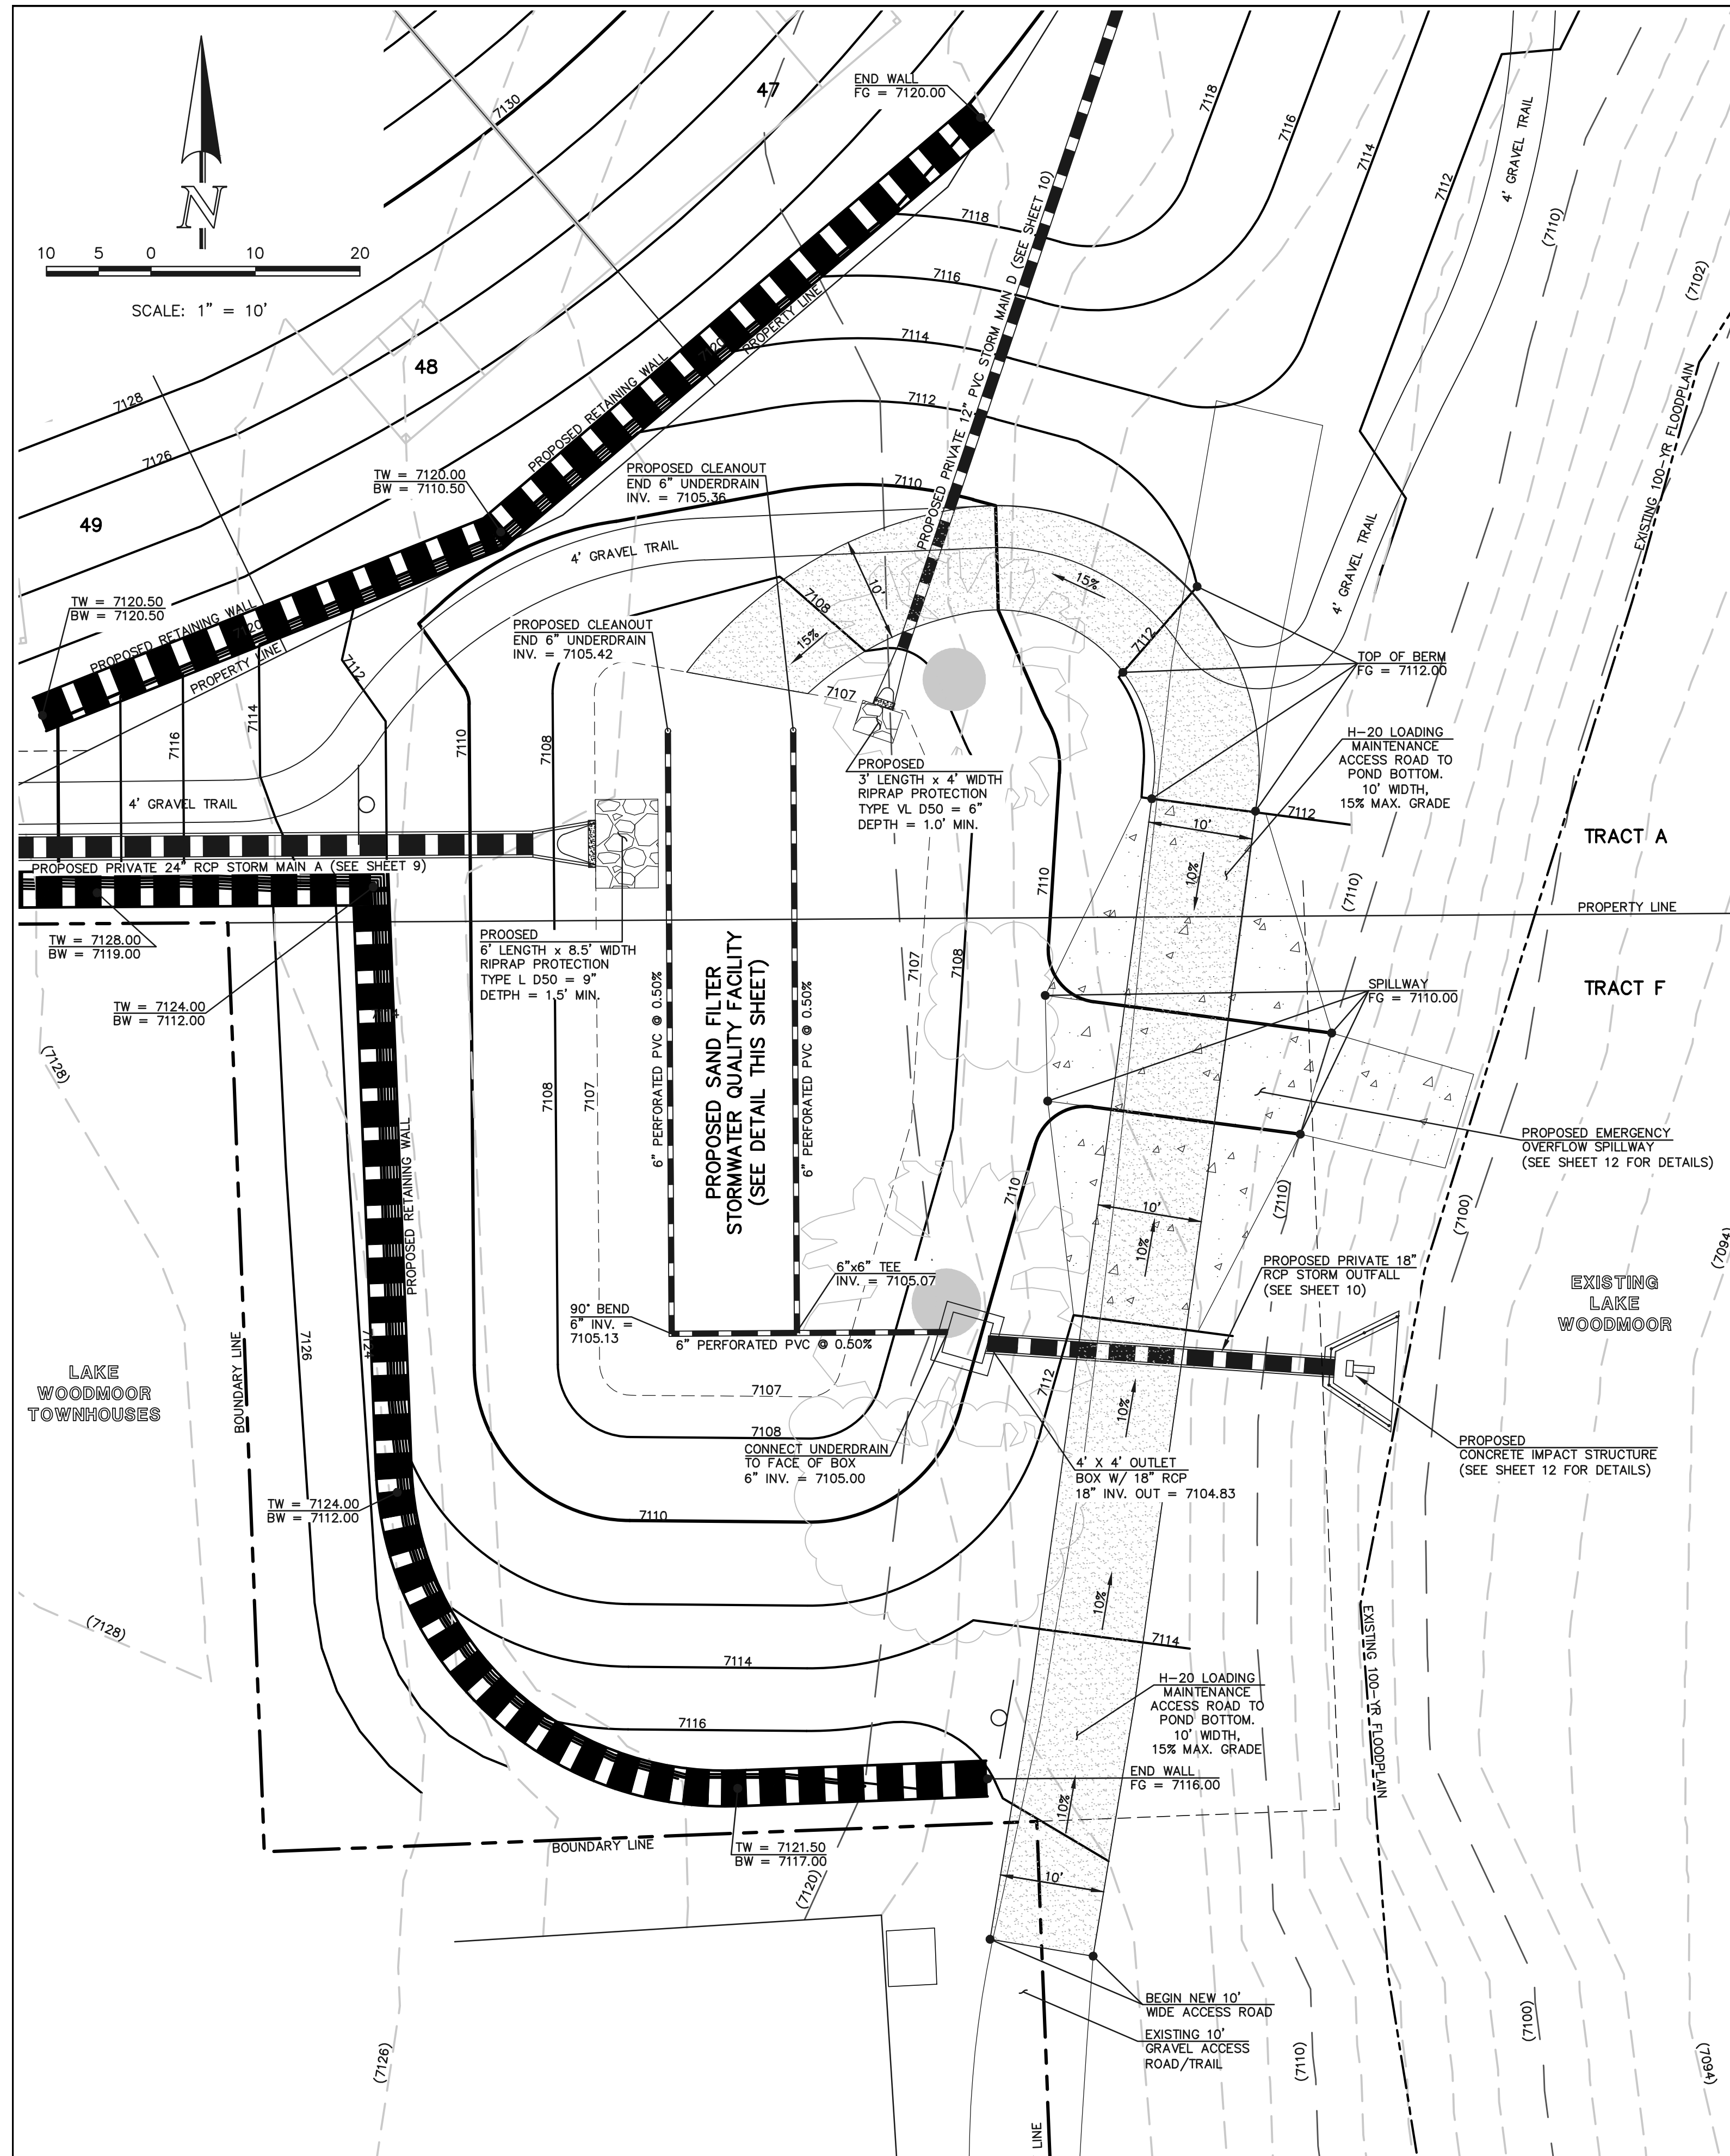 47
END WALL
FG = 7120.00
7130
7118
7116
7114
7112
4' GRAVEL TRAIL
(7110)
(7102)
N
10 5 0 10 20
SCALE: 1" = 10'
7118
7116
7114
7112
7110
PROPERTY LINE
7120
PROPOSED RETAINING WALL
PROPOSED PRIVATE 12" PVC STORM MAIN D (SEE SHEET 10)
EXISTING 100-YR FLOODPLAIN
48
7128
7126
49
TW = 7120.00
BW = 7110.50
PROPOSED CLEANOUT
END 6" UNDERDRAIN
INV. = 7105.36
4' GRAVEL TRAIL
4' GRAVEL TRAIL
10'
15%
15%
7108
7112
TW = 7120.50
BW = 7120.50
PROPOSED RETAINING WALL
7120
PROPERTY LINE
PROPOSED CLEANOUT
END 6" UNDERDRAIN
INV. = 7105.42
TOP OF BERM
FG = 7112.00
7112
7114
7116
7110
7108
7107
H-20 LOADING
MAINTENANCE
ACCESS ROAD TO
POND BOTTOM.
10' WIDTH,
15% MAX. GRADE
PROPOSED
3' LENGTH x 4' WIDTH
RIPRAP PROTECTION
TYPE VL D50 = 6"
DEPTH = 1.0' MIN.
4' GRAVEL TRAIL
10'
7112
10%
TRACT A
PROPOSED PRIVATE 24" RCP STORM MAIN A (SEE SHEET 9)
7110
(7110)
PROPERTY LINE
TW = 7128.00
BW = 7119.00
PROOSED
6' LENGTH x 8.5' WIDTH
RIPRAP PROTECTION
TYPE L D50 = 9"
DETPH = 1.5' MIN.
TW = 7124.00
BW = 7112.00
7107
7108
SPILLWAY
FG = 7110.00
TRACT F
(7128)
7108
7107
6" PERFORATED PVC @ 0.50%
PROPOSED SAND FILTER
STORMWATER QUALITY FACILITY
(SEE DETAIL THIS SHEET)
6" PERFORATED PVC @ 0.50%
PROPOSED RETAINING WALL
PROPOSED EMERGENCY
OVERFLOW SPILLWAY
(SEE SHEET 12 FOR DETAILS)
7110
10'
(7110)
(7100)
(7094)
10%
6"x6" TEE
INV. = 7105.07
PROPOSED PRIVATE 18"
RCP STORM OUTFALL
(SEE SHEET 10)
EXISTING
LAKE
WOODMOOR
90° BEND
6" INV. =
7105.13
6" PERFORATED PVC @ 0.50%
BOUNDARY LINE
7126
7124
LAKE
WOODMOOR
TOWNHOUSES
7107
7112
10%
7108
CONNECT UNDERDRAIN
TO FACE OF BOX
6" INV. = 7105.00
4' X 4' OUTLET
BOX W/ 18" RCP
18" INV. OUT = 7104.83
PROPOSED
CONCRETE IMPACT STRUCTURE
(SEE SHEET 12 FOR DETAILS)
TW = 7124.00
BW = 7112.00
7110
(7128)
10%
7114
7114
EXISTING 100-YR FLOODPLAIN
H-20 LOADING
MAINTENANCE
ACCESS ROAD TO
POND BOTTOM.
10' WIDTH,
15% MAX. GRADE
7116
END WALL
FG = 7116.00
10%
BOUNDARY LINE
TW = 7121.50
BW = 7117.00
(7120)
10'
BEGIN NEW 10'
WIDE ACCESS ROAD
EXISTING 10'
GRAVEL ACCESS
ROAD/TRAIL
(7126)
(7110)
(7100)
(7094)
LINE